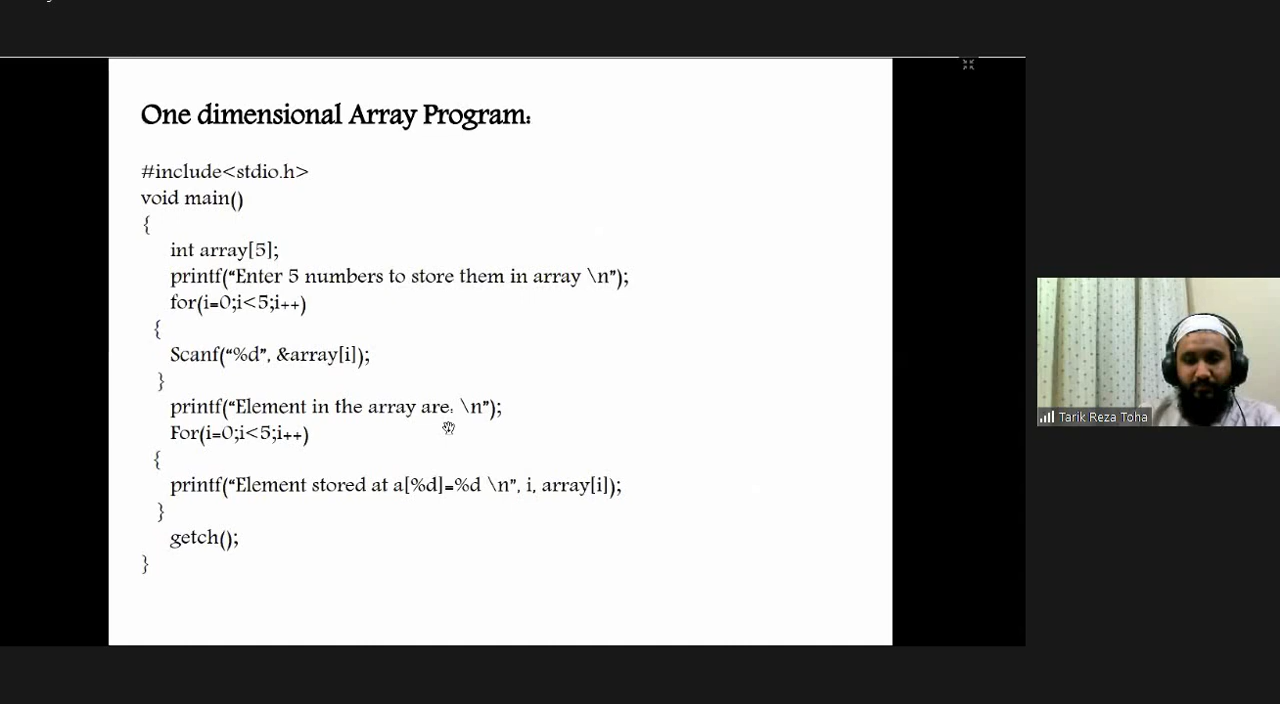 One dimensional Array Program:
#include<stdio.h>
void main()
{
int array[5];
printf(“Enter 5 numbers to store them in array \n”);
for(i=0;i<5;i++)
{
Scanf(“%d”, &array[i]);
}
printf(“Element in the array are: \n”);
For(i=0;i<5;i++)
{
printf(“Element stored at a[%d]=%d \n”, i, array[i]);
}
getch();
}
Tarik Reza Toha